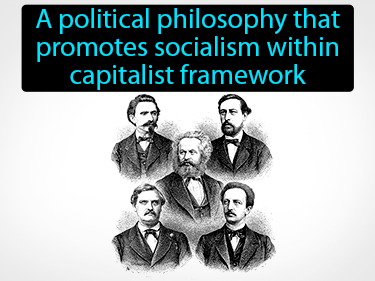 A political philosophy that
promotes socialism within
capitalist framework